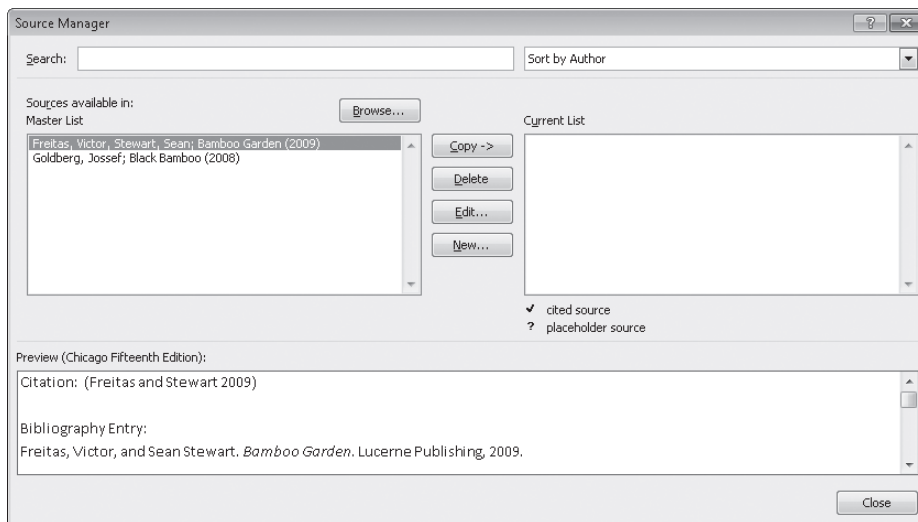 Source Manager
Search:
Sort by Author
Sources available in:
Master List
Browse...
Current List
Freitas, Victor, Stewart, Sean; Bamboo Garden (2009)
Goldberg, Jossef; Black Bamboo (2008)
Copy ->
Delete
Edit...
New...
✓ cited source
? placeholder source
Preview (Chicago Fifteenth Edition):
Citation: (Freitas and Stewart 2009)
Bibliography Entry:
Freitas, Victor, and Sean Stewart. Bamboo Garden. Lucerne Publishing, 2009.
Close